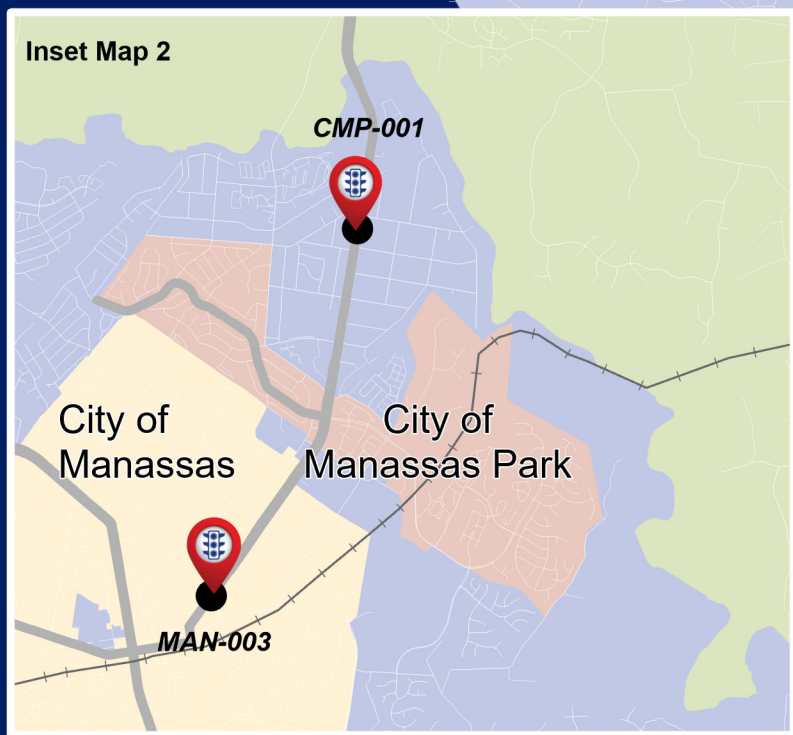 Inset Map 2
CMP-001
City of
Manassas
City of
Manassas Park
MAN-003